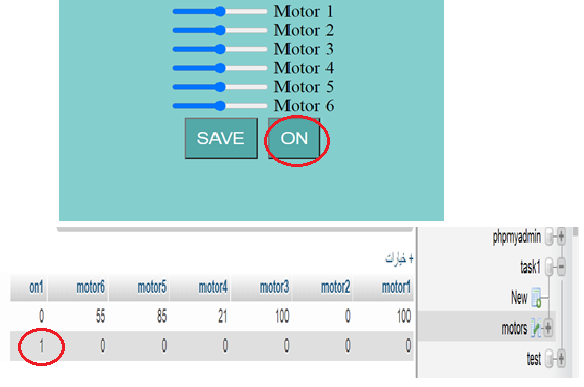 Motor 1
Motor 2
Motor 3
Motor 4
Motor 5
Motor 6
SAVE ON
+ خيارات
on1 motor6 motor5 motor4 motor3 motor2 motor1
0 55 85 21 100 0 100
1 0 0 0 0 0 0
phpmyadmin
task1
New
motors
test